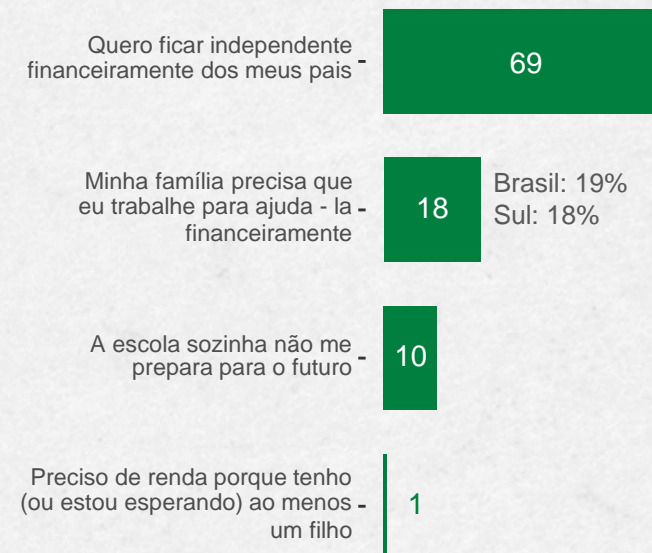 Quero ficar independente
financeiramente dos meus pais -
69
Minha família precisa que
eu trabalhe para ajuda - la -
financeiramente
18
Brasil: 19%
Sul: 18%
A escola sozinha não me -
prepara para o futuro
10
Preciso de renda porque tenho
(ou estou esperando) ao menos -
um filho
1